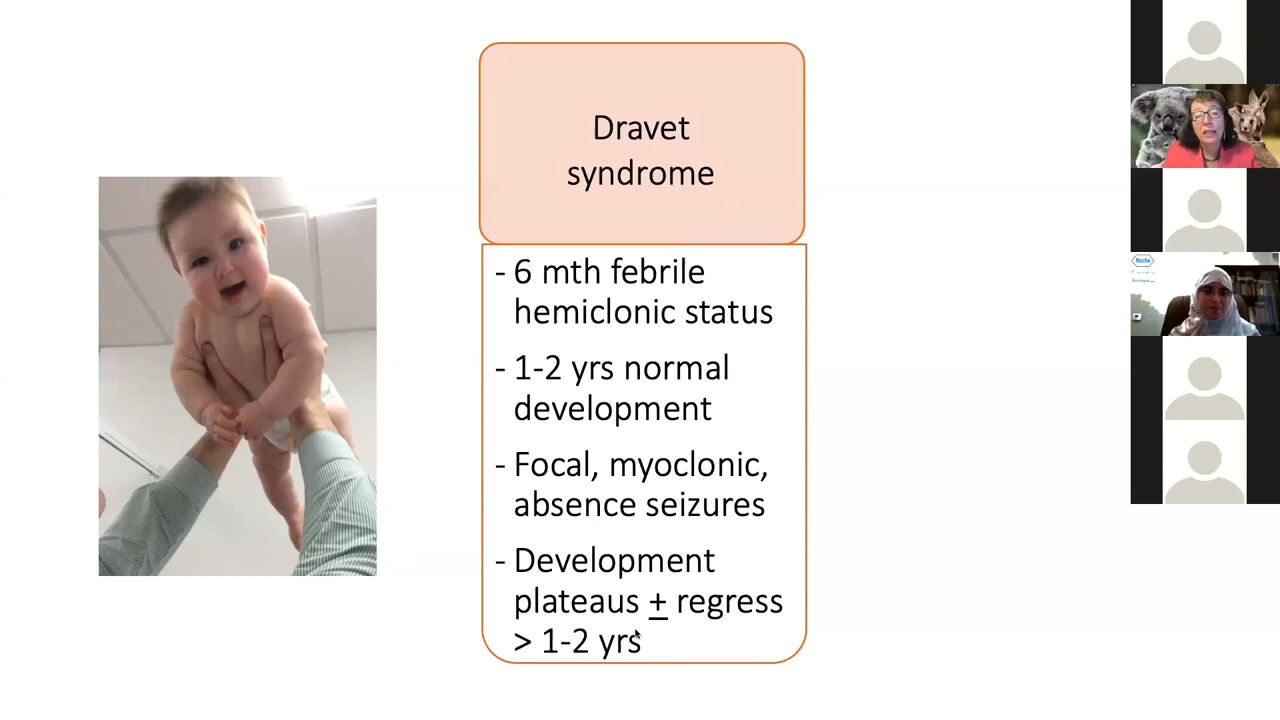 Dravet
syndrome
- 6 mth febrile
hemiclonic status
- 1-2 yrs normal
development
- Focal, myoclonic,
absence seizures
- Development
plateaus ± regress
> 1-2 yrs
Roche